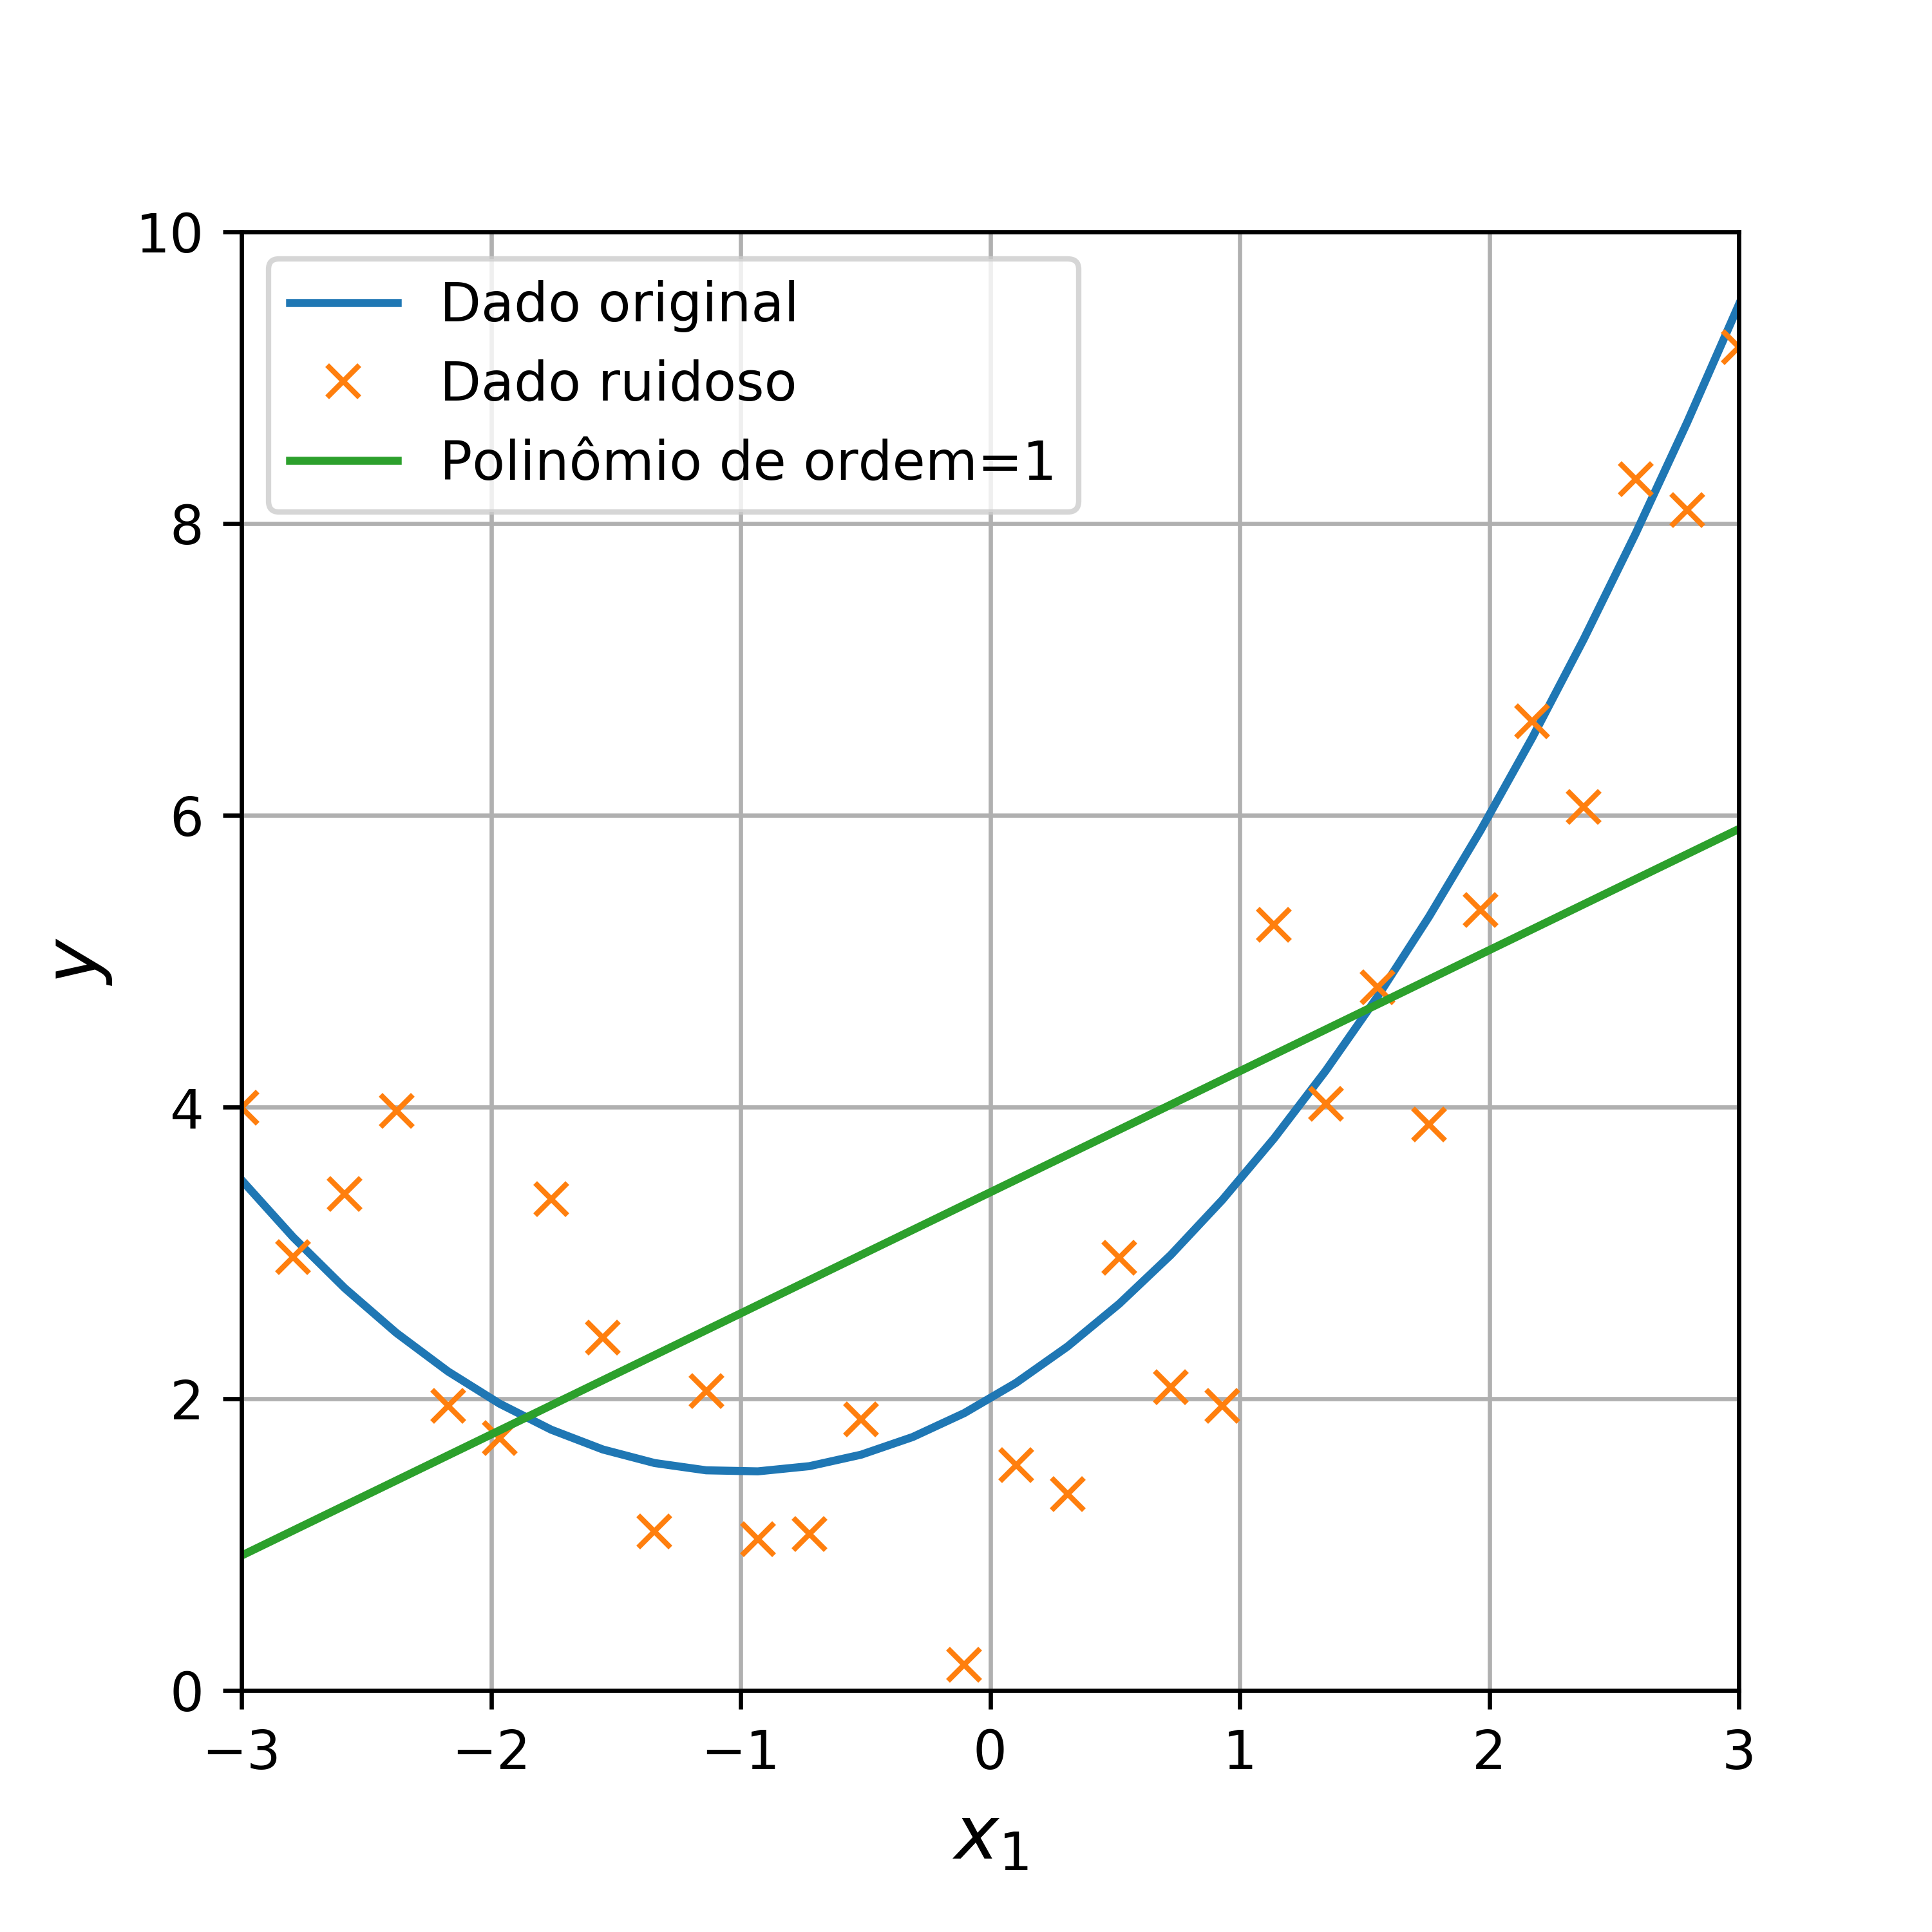 Dado original
Dado ruidoso
Polinômio de ordem=1
10
8
6
4
2
0
y
−3 −2 −1 0 1 2 3
x₁